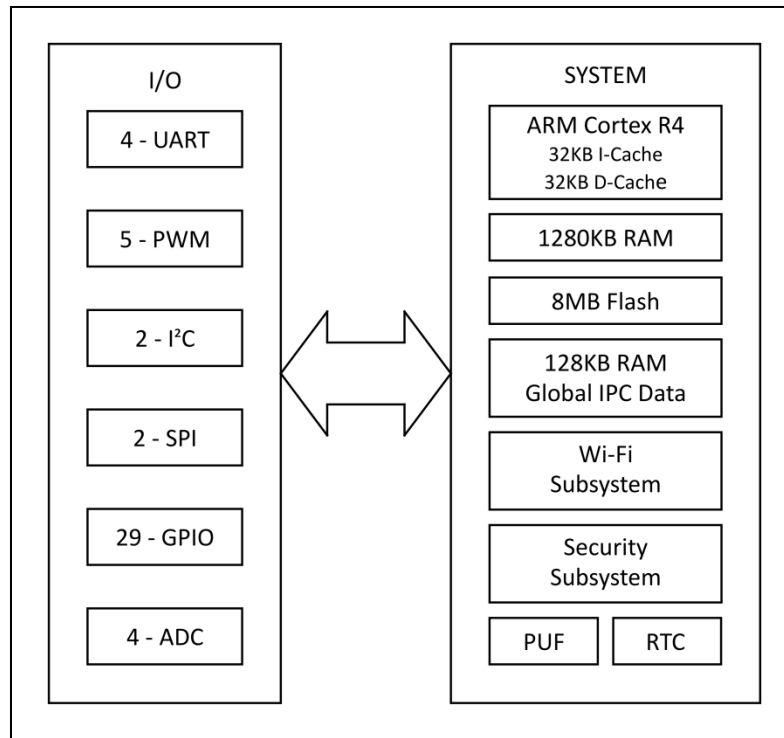 I/O
4 - UART
5 - PWM
2 - I²C
2 - SPI
29 - GPIO
4 - ADC
SYSTEM
ARM Cortex R4
32KB I-Cache
32KB D-Cache
1280KB RAM
8MB Flash
128KB RAM
Global IPC Data
Wi-Fi
Subsystem
Security
Subsystem
PUF
RTC